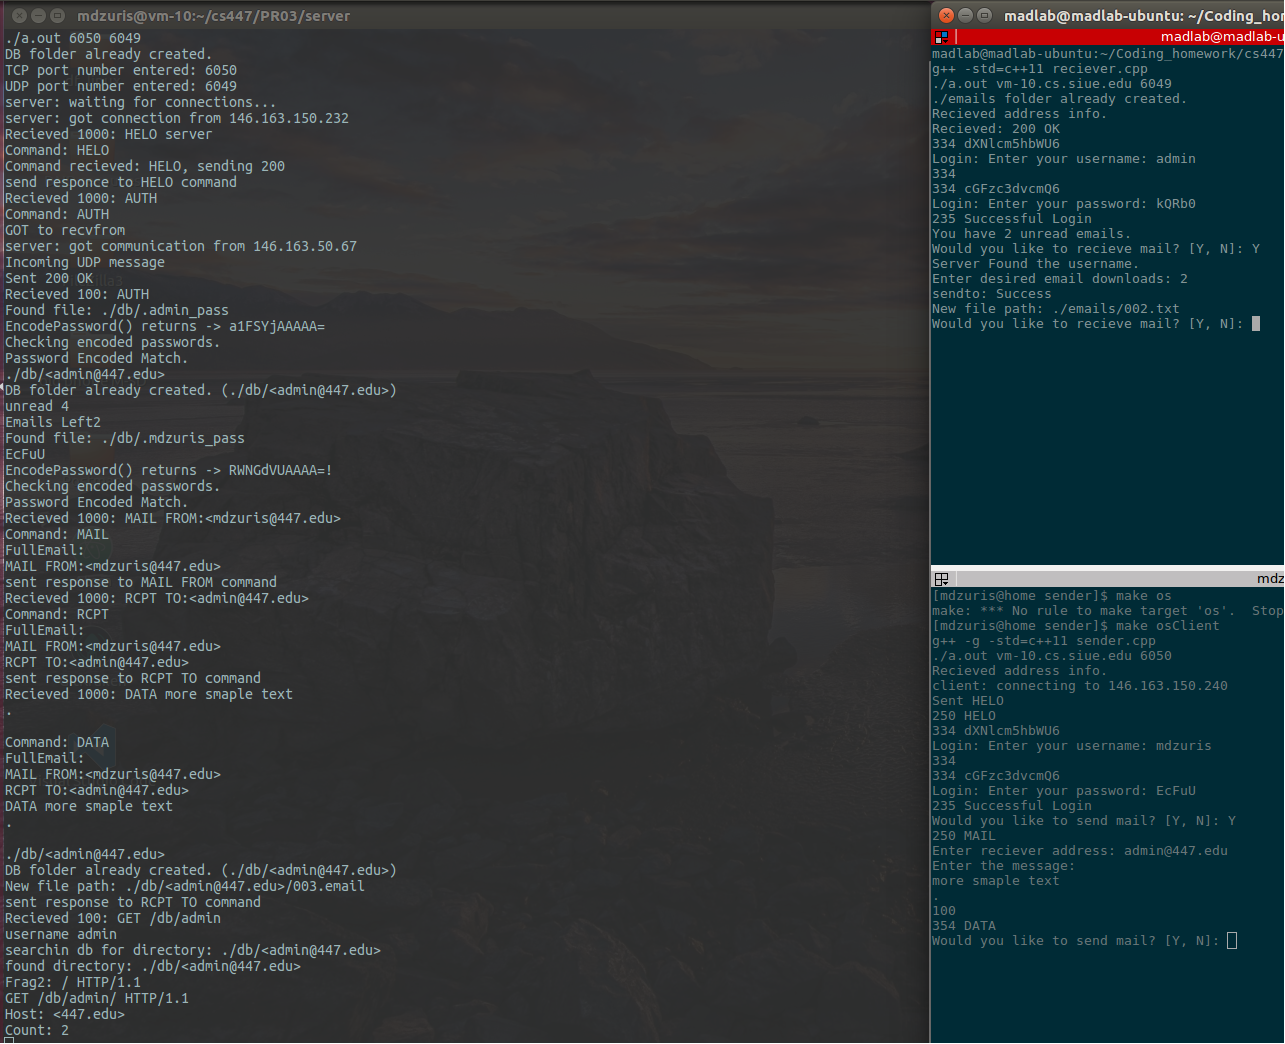 mdzuris@vm-10:~/cs447/PR03/server
./a.out 6050 6049
DB folder already created.
TCP port number entered: 6050
UDP port number entered: 6049
server: waiting for connections...
server: got connection from 146.163.150.232
Recieved 1000: HELO server
Command: HELO
Command recieved: HELO, sending 200
send responce to HELO command
Recieved 1000: AUTH
Command: AUTH
GOT to recvfrom
server: got communication from 146.163.50.67
Incoming UDP message
Sent 200 OK
Recieved 100: AUTH
Found file: ./db/.admin_pass
EncodePassword() returns -> a1FSYjAAAAA=
Checking encoded passwords.
Password Encoded Match.
./db/<admin@447.edu>
DB folder already created. (./db/<admin@447.edu>)
unread 4
Emails Left2
Found file: ./db/.mdzuris_pass
EcFuU
EncodePassword() returns -> RWNGdVUAAAA=!
Checking encoded passwords.
Password Encoded Match.
Recieved 1000: MAIL FROM:<mdzuris@447.edu>
Command: MAIL
FullEmail:
MAIL FROM:<mdzuris@447.edu>
sent response to MAIL FROM command
Recieved 1000: RCPT TO:<admin@447.edu>
Command: RCPT
FullEmail:
MAIL FROM:<mdzuris@447.edu>
RCPT TO:<admin@447.edu>
sent response to RCPT TO command
Recieved 1000: DATA more smaple text
.
Command: DATA
FullEmail:
MAIL FROM:<mdzuris@447.edu>
RCPT TO:<admin@447.edu>
DATA more smaple text
.
./db/<admin@447.edu>
DB folder already created. (./db/<admin@447.edu>)
New file path: ./db/<admin@447.edu>/003.email
sent response to RCPT TO command
Recieved 100: GET /db/admin
username admin
searchin db for directory: ./db/<admin@447.edu>
found directory: ./db/<admin@447.edu>
Frag2: / HTTP/1.1
GET /db/admin/ HTTP/1.1
Host: <447.edu>
Count: 2
madlab@madlab-ubuntu: ~/Coding_hom
madlab@madlab-u
madlab@madlab-ubuntu:~/Coding_homework/cs447
g++ -std=c++11 reciever.cpp
./a.out vm-10.cs.siue.edu 6049
./emails folder already created.
Recieved address info.
Recieved: 200 OK
334 dXNlcm5hbWU6
Login: Enter your username: admin
334
334 cGFzc3dvcmQ6
Login: Enter your password: kQRb0
235 Successful Login
You have 2 unread emails.
Would you like to recieve mail? [Y, N]: Y
Server Found the username.
Enter desired email downloads: 2
sendto: Success
New file path: ./emails/002.txt
Would you like to recieve mail? [Y, N]:
mdz
[mdzuris@home sender]$ make os
make: *** No rule to make target 'os'.  Stop
[mdzuris@home sender]$ make osClient
g++ -g -std=c++11 sender.cpp
./a.out vm-10.cs.siue.edu 6050
Recieved address info.
client: connecting to 146.163.150.240
Sent HELO
250 HELO
334 dXNlcm5hbWU6
Login: Enter your username: mdzuris
334
334 cGFzc3dvcmQ6
Login: Enter your password: EcFuU
235 Successful Login
Would you like to send mail? [Y, N]: Y
250 MAIL
Enter reciever address: admin@447.edu
Enter the message:
more smaple text
.
100
354 DATA
Would you like to send mail? [Y, N]: